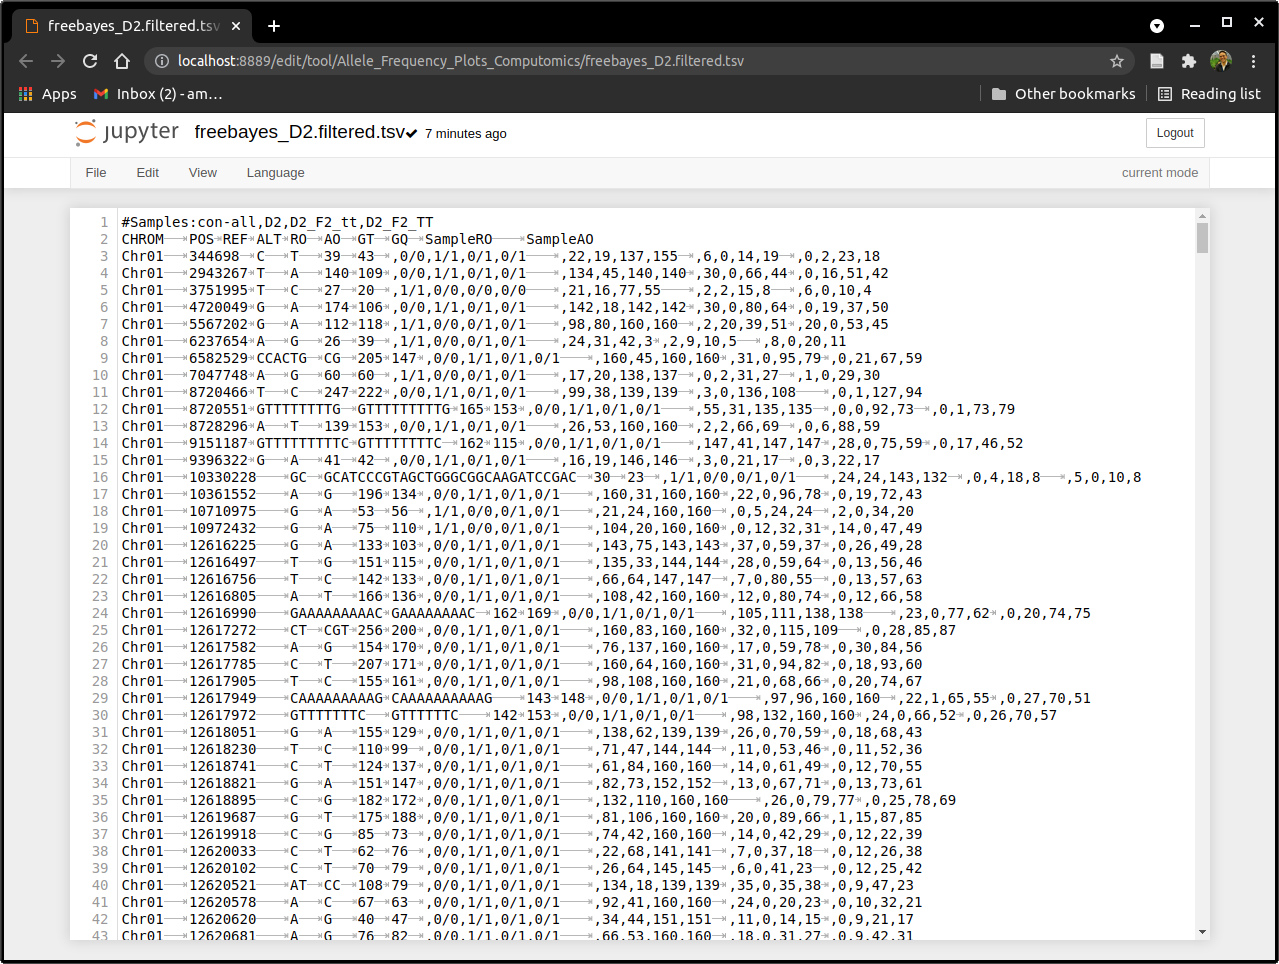 freebayes_D2.filtered.tsv
localhost:8889/edit/tool/Allele_Frequency_Plots_Computomics/freebayes_D2.filtered.tsv
Apps Inbox (2) - am… Other bookmarks Reading list
jupyter freebayes_D2.filtered.tsv 7 minutes ago Logout
File Edit View Language current mode
1 #Samples:con-all,D2,D2_F2_tt,D2_F2_TT
2 CHROM POS REF ALT RO AO GT GQ SampleRO SampleAO
3 Chr01 344698 C T 39 43 ,0/0,1/1,0/1,0/1 ,22,19,137,155 ,6,0,14,19 ,0,2,23,18
4 Chr01 2943267 T A 140 109 ,0/0,1/1,0/1,0/1 ,134,45,140,140 ,30,0,66,44 ,0,16,51,42
5 Chr01 3751995 T C 27 20 ,1/1,0/0,0/0,0/0 ,21,16,77,55 ,2,2,15,8 ,6,0,10,4
6 Chr01 4720049 G A 174 106 ,0/0,1/1,0/1,0/1 ,142,18,142,142 ,30,0,80,64 ,0,19,37,50
7 Chr01 5567202 G A 112 118 ,1/1,0/0,0/1,0/1 ,98,80,160,160 ,2,20,39,51 ,20,0,53,45
8 Chr01 6237654 A G 26 39 ,1/1,0/0,0/1,0/1 ,24,31,42,3 ,2,9,10,5 ,8,0,20,11
9 Chr01 6582529 CCACTG CG 205 147 ,0/0,1/1,0/1,0/1 ,160,45,160,160 ,31,0,95,79 ,0,21,67,59
10 Chr01 7047748 A G 60 60 ,1/1,0/0,0/1,0/1 ,17,20,138,137 ,0,2,31,27 ,1,0,29,30
11 Chr01 8720466 T C 247 222 ,0/0,1/1,0/1,0/1 ,99,38,139,139 ,3,0,136,108 ,0,1,127,94
12 Chr01 8720551 GTTTTTTTTG GTTTTTTTTTG 165 153 ,0/0,1/1,0/1,0/1 ,55,31,135,135 ,0,0,92,73 ,0,1,73,79
13 Chr01 8728296 A T 139 153 ,0/0,1/1,0/1,0/1 ,26,53,160,160 ,2,2,66,69 ,0,6,88,59
14 Chr01 9151187 GTTTTTTTTTC GTTTTTTTTC 162 115 ,0/0,1/1,0/1,0/1 ,147,41,147,147 ,28,0,75,59 ,0,17,46,52
15 Chr01 9396322 G A 41 42 ,0/0,1/1,0/1,0/1 ,16,19,146,146 ,3,0,21,17 ,0,3,22,17
16 Chr01 10330228 GC GCATCCCGTAGCTGGGCGGCAAGATCCGAC 30 23 ,1/1,0/0,0/1,0/1 ,24,24,143,132 ,0,4,18,8 ,5,0,10,8
17 Chr01 10361552 A G 196 134 ,0/0,1/1,0/1,0/1 ,160,31,160,160 ,22,0,96,78 ,0,19,72,43
18 Chr01 10710975 G A 53 56 ,1/1,0/0,0/1,0/1 ,21,24,160,160 ,0,5,24,24 ,2,0,34,20
19 Chr01 10972432 G A 75 110 ,1/1,0/0,0/1,0/1 ,104,20,160,160 ,0,12,32,31 ,14,0,47,49
20 Chr01 12616225 G A 133 103 ,0/0,1/1,0/1,0/1 ,143,75,143,143 ,37,0,59,37 ,0,26,49,28
21 Chr01 12616497 T G 151 115 ,0/0,1/1,0/1,0/1 ,135,33,144,144 ,28,0,59,64 ,0,13,56,46
22 Chr01 12616756 T C 142 133 ,0/0,1/1,0/1,0/1 ,66,64,147,147 ,7,0,80,55 ,0,13,57,63
23 Chr01 12616805 A T 166 136 ,0/0,1/1,0/1,0/1 ,108,42,160,160 ,12,0,80,74 ,0,12,66,58
24 Chr01 12616990 GAAAAAAAAAC GAAAAAAAAC 162 169 ,0/0,1/1,0/1,0/1 ,105,111,138,138 ,23,0,77,62 ,0,20,74,75
25 Chr01 12617272 CT CGT 256 200 ,0/0,1/1,0/1,0/1 ,160,83,160,160 ,32,0,115,109 ,0,28,85,87
26 Chr01 12617582 A G 154 170 ,0/0,1/1,0/1,0/1 ,76,137,160,160 ,17,0,59,78 ,0,30,84,56
27 Chr01 12617785 C T 207 171 ,0/0,1/1,0/1,0/1 ,160,64,160,160 ,31,0,94,82 ,0,18,93,60
28 Chr01 12617905 T C 155 161 ,0/0,1/1,0/1,0/1 ,98,108,160,160 ,21,0,68,66 ,0,20,74,67
29 Chr01 12617949 CAAAAAAAAAG CAAAAAAAAAAG 143 148 ,0/0,1/1,0/1,0/1 ,97,96,160,160 ,22,1,65,55 ,0,27,70,51
30 Chr01 12617972 GTTTTTTTC GTTTTTTC 142 153 ,0/0,1/1,0/1,0/1 ,98,132,160,160 ,24,0,66,52 ,0,26,70,57
31 Chr01 12618051 G A 155 129 ,0/0,1/1,0/1,0/1 ,138,62,139,139 ,26,0,70,59 ,0,18,68,43
32 Chr01 12618230 T C 110 99 ,0/0,1/1,0/1,0/1 ,71,47,144,144 ,11,0,53,46 ,0,11,52,36
33 Chr01 12618741 C T 124 137 ,0/0,1/1,0/1,0/1 ,61,84,160,160 ,14,0,61,49 ,0,12,70,55
34 Chr01 12618821 G A 151 147 ,0/0,1/1,0/1,0/1 ,82,73,152,152 ,13,0,67,71 ,0,13,73,61
35 Chr01 12618895 C G 182 172 ,0/0,1/1,0/1,0/1 ,132,110,160,160 ,26,0,79,77 ,0,25,78,69
36 Chr01 12619687 G T 175 188 ,0/0,1/1,0/1,0/1 ,81,106,160,160 ,20,0,89,66 ,1,15,87,85
37 Chr01 12619918 C G 85 73 ,0/0,1/1,0/1,0/1 ,74,42,160,160 ,14,0,42,29 ,0,12,22,39
38 Chr01 12620033 C T 62 76 ,0/0,1/1,0/1,0/1 ,22,68,141,141 ,7,0,37,18 ,0,12,26,38
39 Chr01 12620102 C T 70 79 ,0/0,1/1,0/1,0/1 ,26,64,145,145 ,6,0,41,23 ,0,12,25,42
40 Chr01 12620521 AT CC 108 79 ,0/0,1/1,0/1,0/1 ,134,18,139,139 ,35,0,35,38 ,0,9,47,23
41 Chr01 12620578 A C 67 63 ,0/0,1/1,0/1,0/1 ,92,41,160,160 ,24,0,20,23 ,0,10,32,21
42 Chr01 12620620 A G 40 47 ,0/0,1/1,0/1,0/1 ,34,44,151,151 ,11,0,14,15 ,0,9,21,17
43 Chr01 12620681 A G 76 82 ,0/0,1/1,0/1,0/1 ,66,53,160,160 ,18,0,31,27 ,0,9,42,31